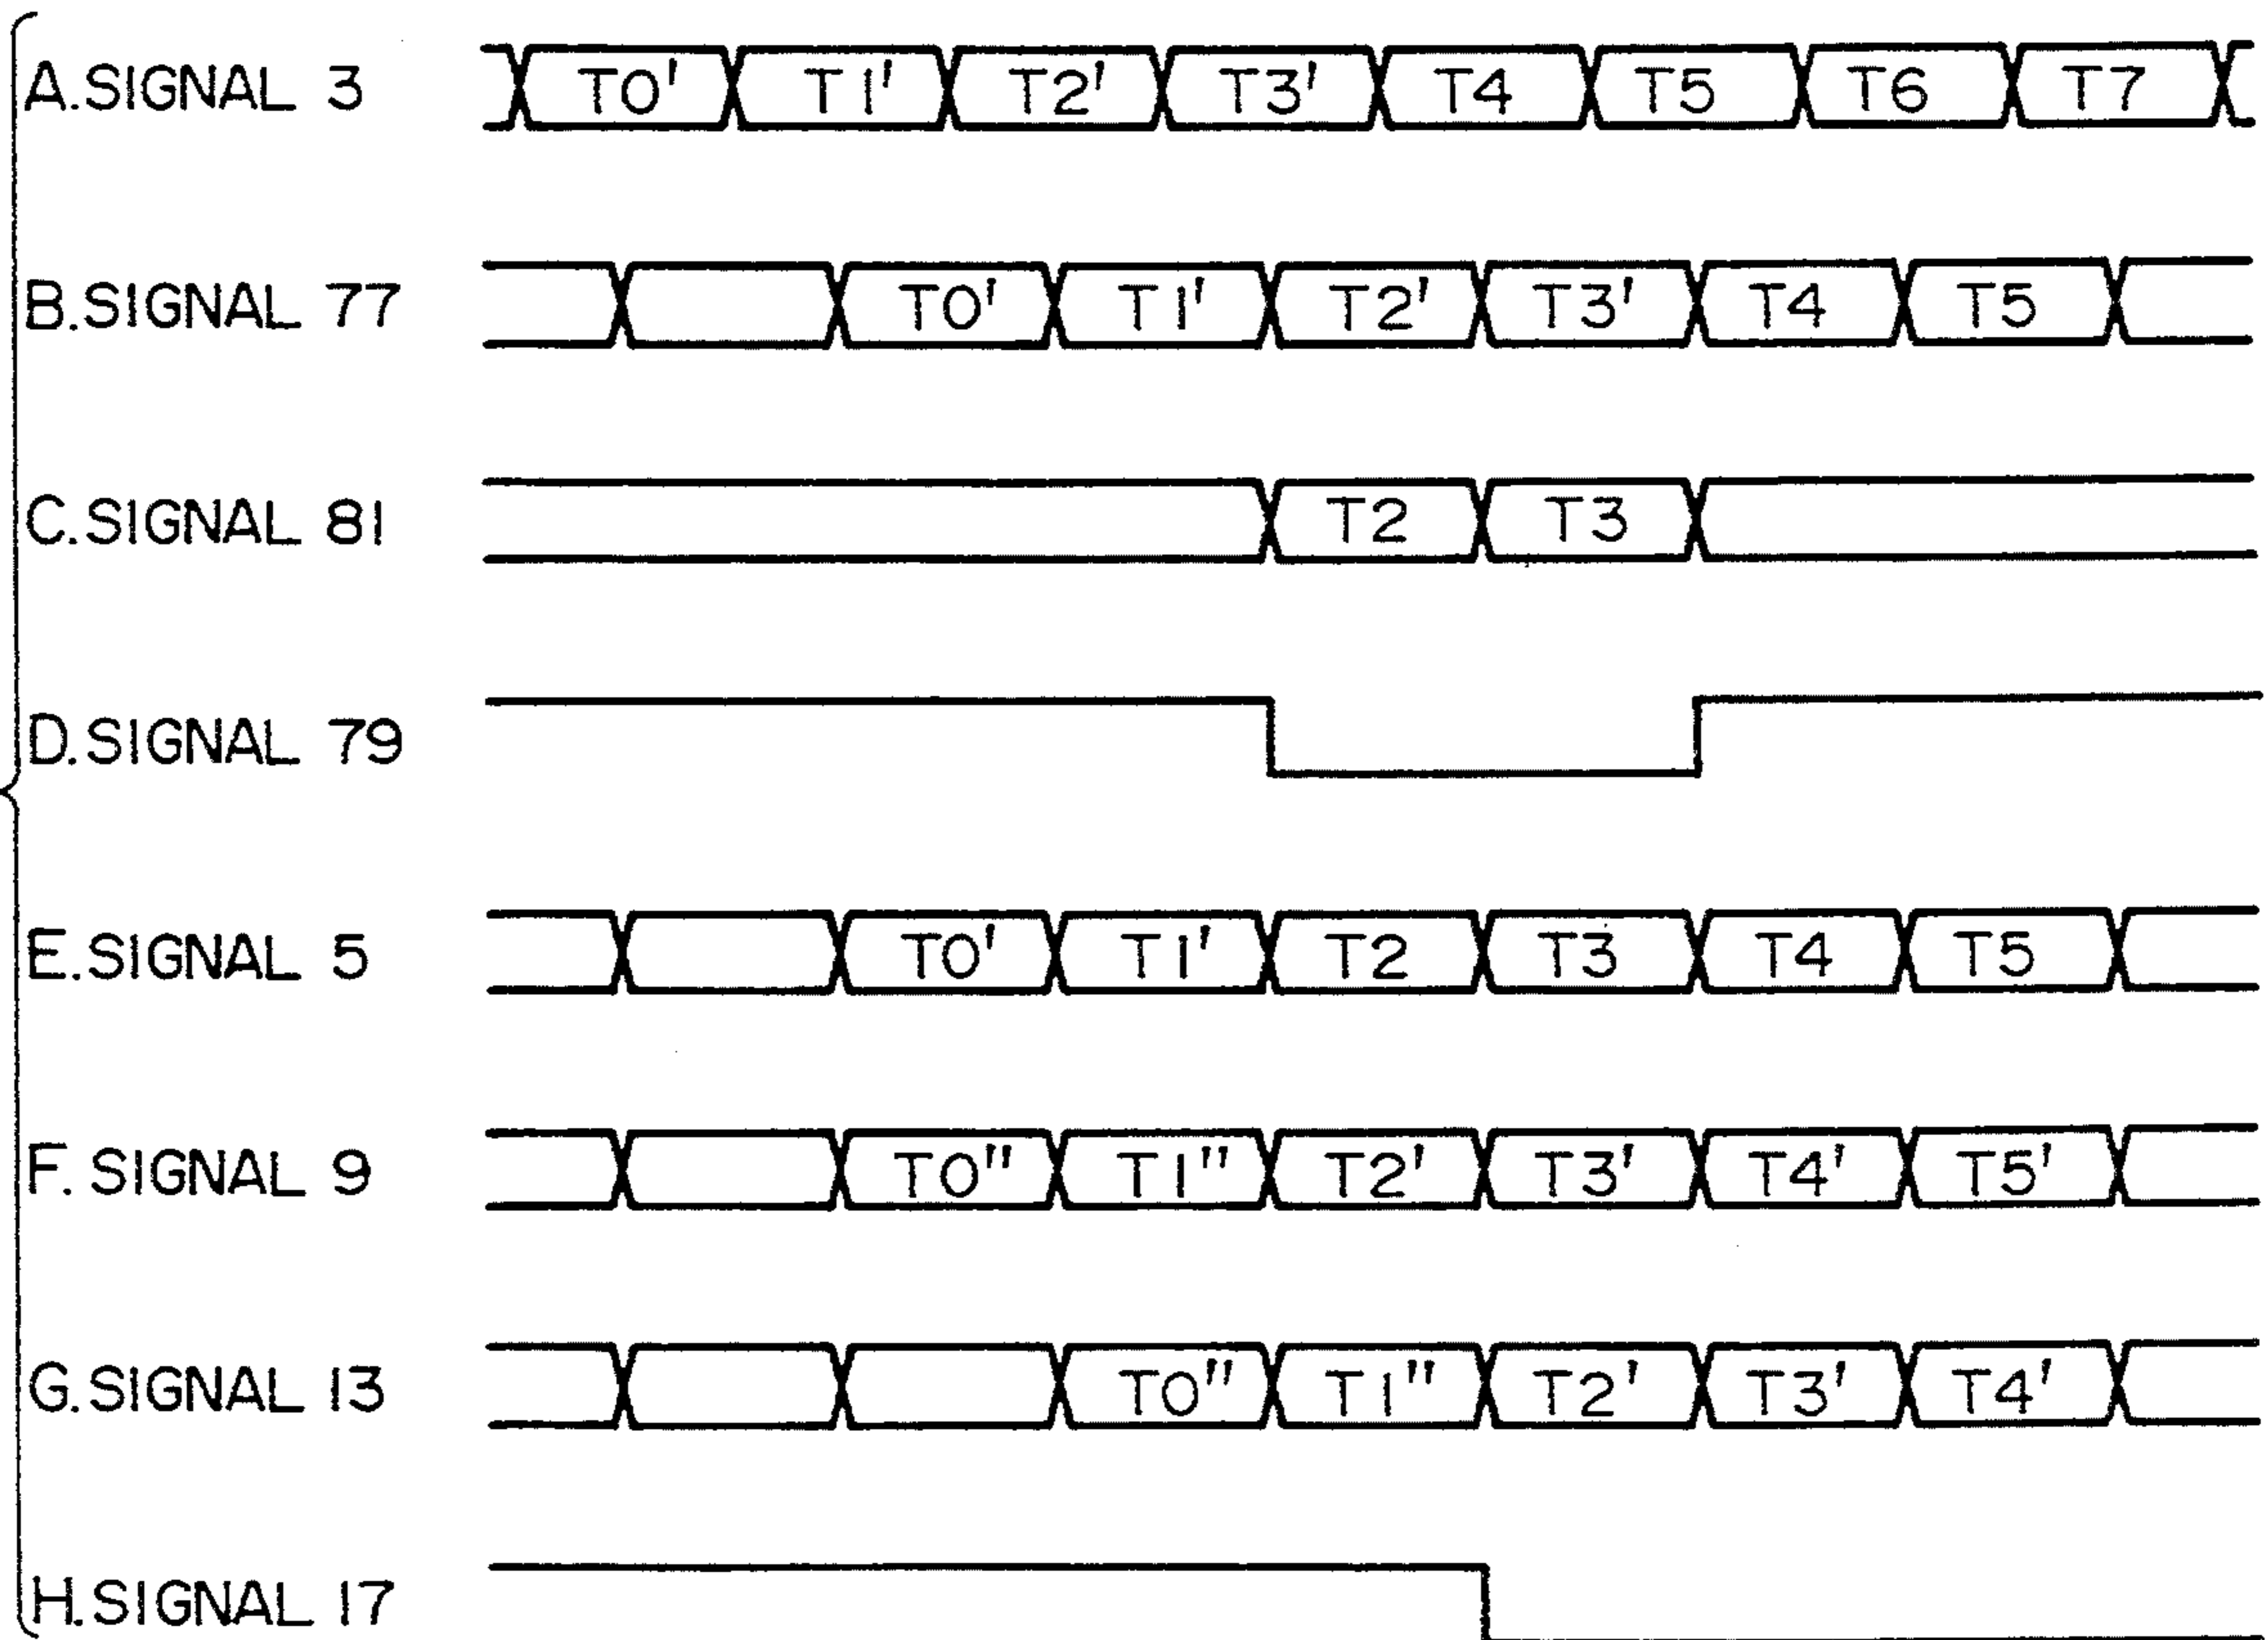 A.SIGNAL 3 T0' T1' T2' T3' T4 T5 T6 T7
B.SIGNAL 77 T0' T1' T2' T3' T4 T5
C.SIGNAL 81 T2 T3
D.SIGNAL 79
E.SIGNAL 5 T0' T1' T2 T3 T4 T5
F. SIGNAL 9 T0" T1" T2' T3' T4' T5'
G.SIGNAL 13 T0" T1" T2' T3' T4'
H.SIGNAL 17